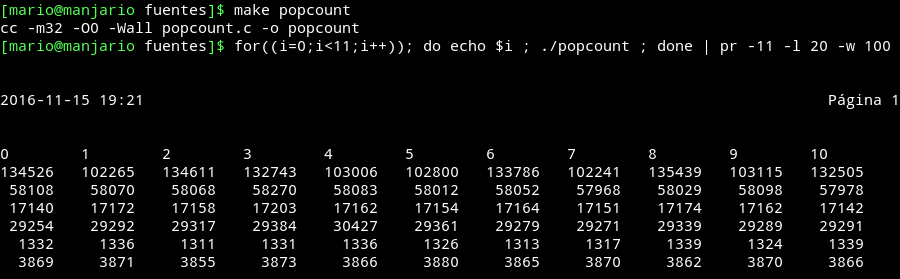 [mario@manjario fuentes]$ make popcount
cc -m32 -O0 -Wall popcount.c -o popcount
[mario@manjario fuentes]$ for((i=0;i<11;i++)); do echo $i ; ./popcount ; done | pr -11 -l 20 -w 100
2016-11-15 19:21 Página 1
0 1 2 3 4 5 6 7 8 9 10
134526 102265 134611 132743 103006 102800 133786 102241 135439 103115 132505
58108 58070 58068 58270 58083 58012 58052 57968 58029 58098 57978
17140 17172 17158 17203 17162 17154 17164 17151 17174 17162 17142
29254 29292 29317 29384 30427 29361 29279 29271 29339 29289 29291
1332 1336 1311 1331 1336 1326 1313 1317 1339 1324 1339
3869 3871 3855 3873 3866 3880 3865 3870 3862 3870 3866